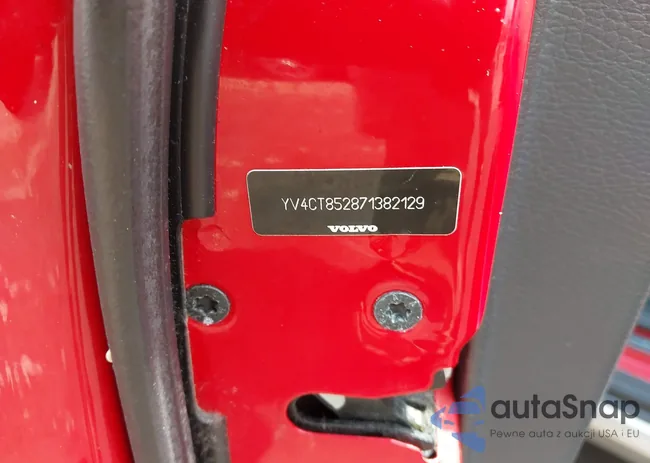 YV4CT852871382129
VOLVO
autaSnap
Pewne auta z aukcji USA i EU